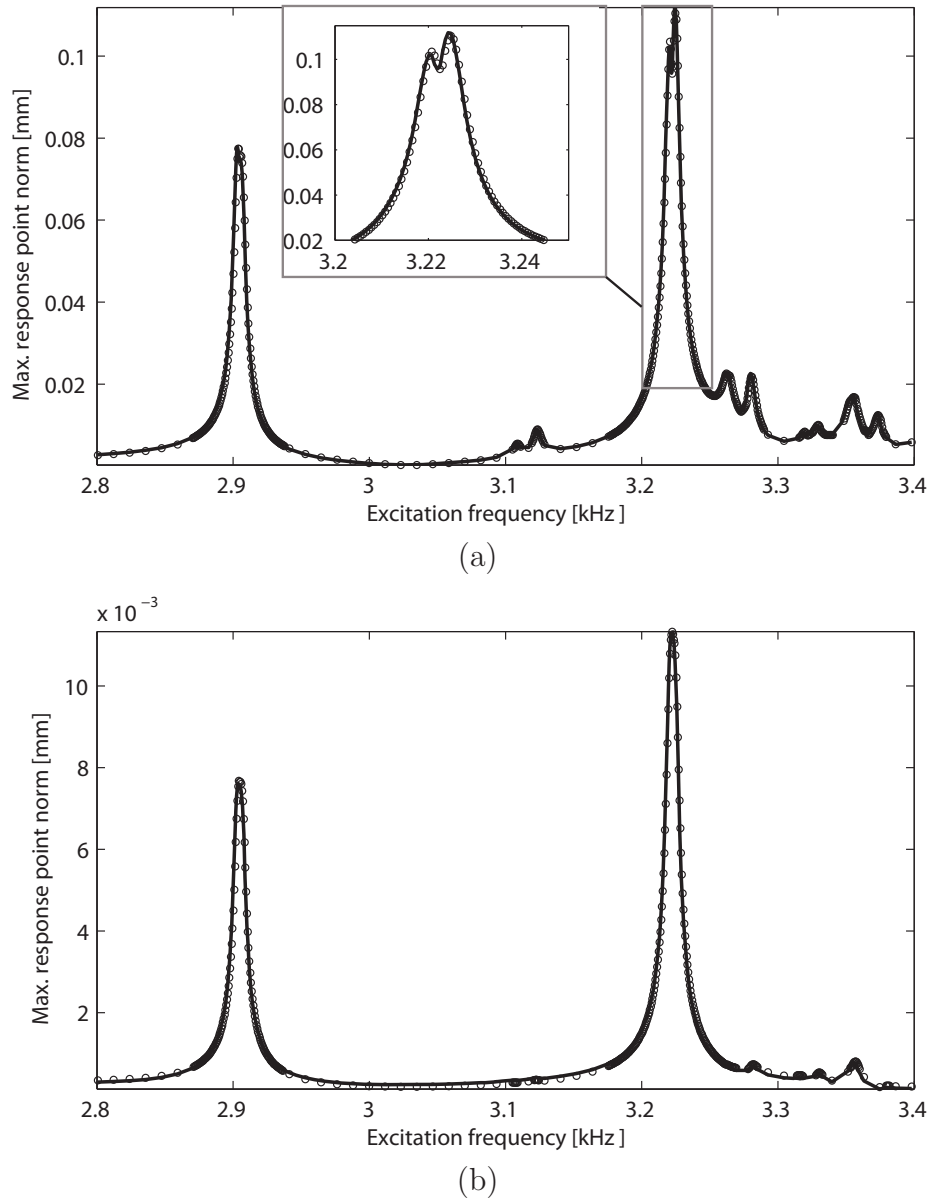 Max. response point norm [mm]
0.1
0.08
0.06
0.04
0.02
0.1
0.08
0.06
0.04
0.02
3.2 3.22 3.24
2.8 2.9 3 3.1 3.2 3.3 3.4
Excitation frequency [kHz ]
(a)
x 10 −3
Max. response point norm [mm]
10
8
6
4
2
2.8 2.9 3 3.1 3.2 3.3 3.4
Excitation frequency [kHz ]
(b)